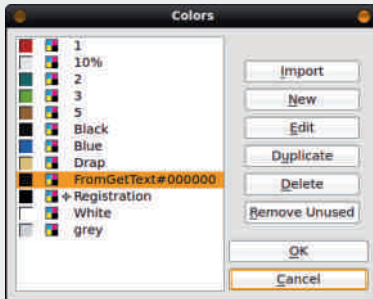 Colors
1
10%
2
3
5
Black
Blue
Drap
FromGetText#000000
Registration
White
grey
Import
New
Edit
Duplicate
Delete
Remove Unused
OK
Cancel